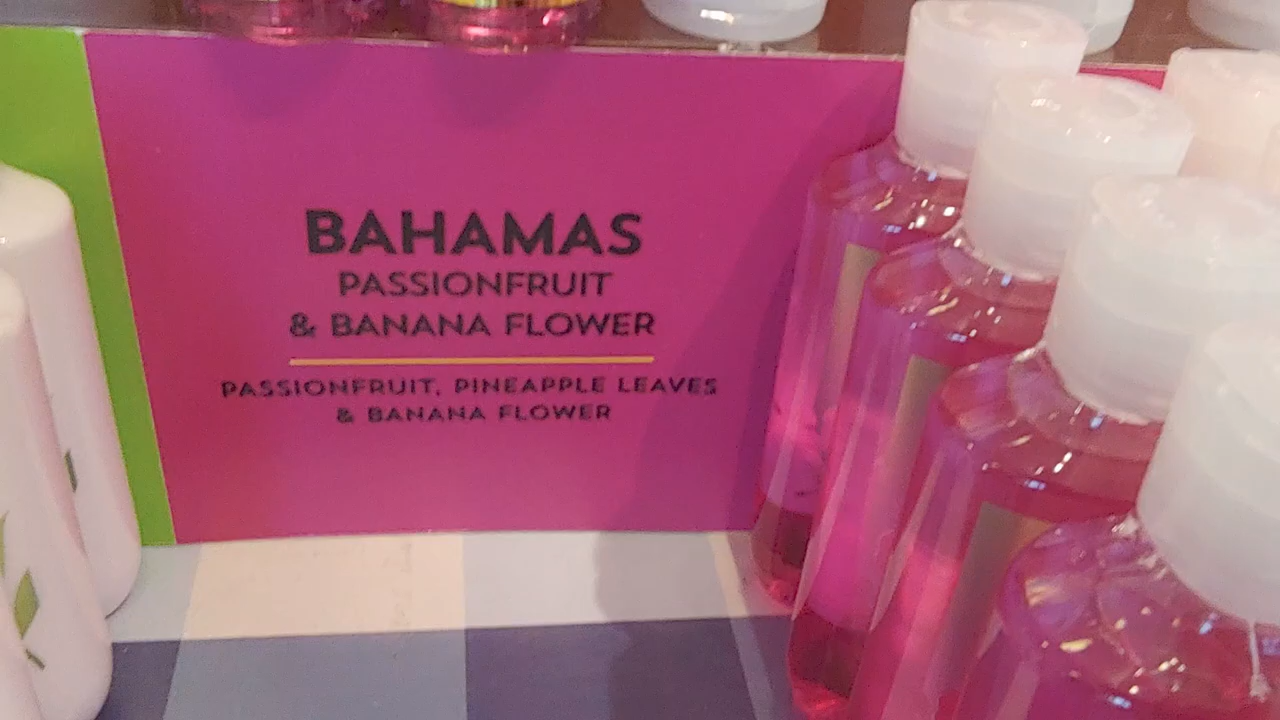 BAHAMAS
PASSIONFRUIT
& BANANA FLOWER
PASSIONFRUIT, PINEAPPLE LEAVES
& BANANA FLOWER